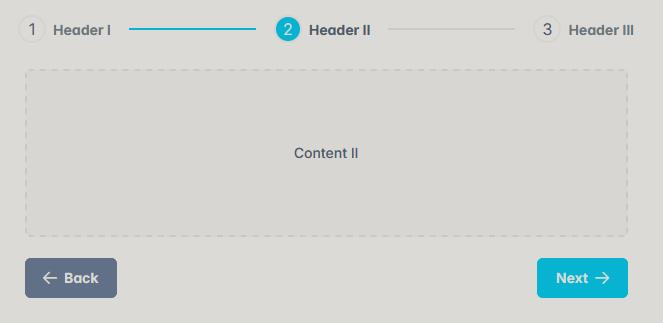 1 Header I 2 Header II 3 Header III
Content II
Back Next